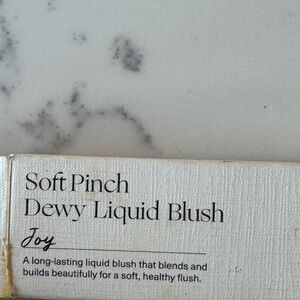 Soft Pinch
Dewy Liquid Blush
Joy
A long-lasting liquid blush that blends and
builds beautifully for a soft, healthy flush.